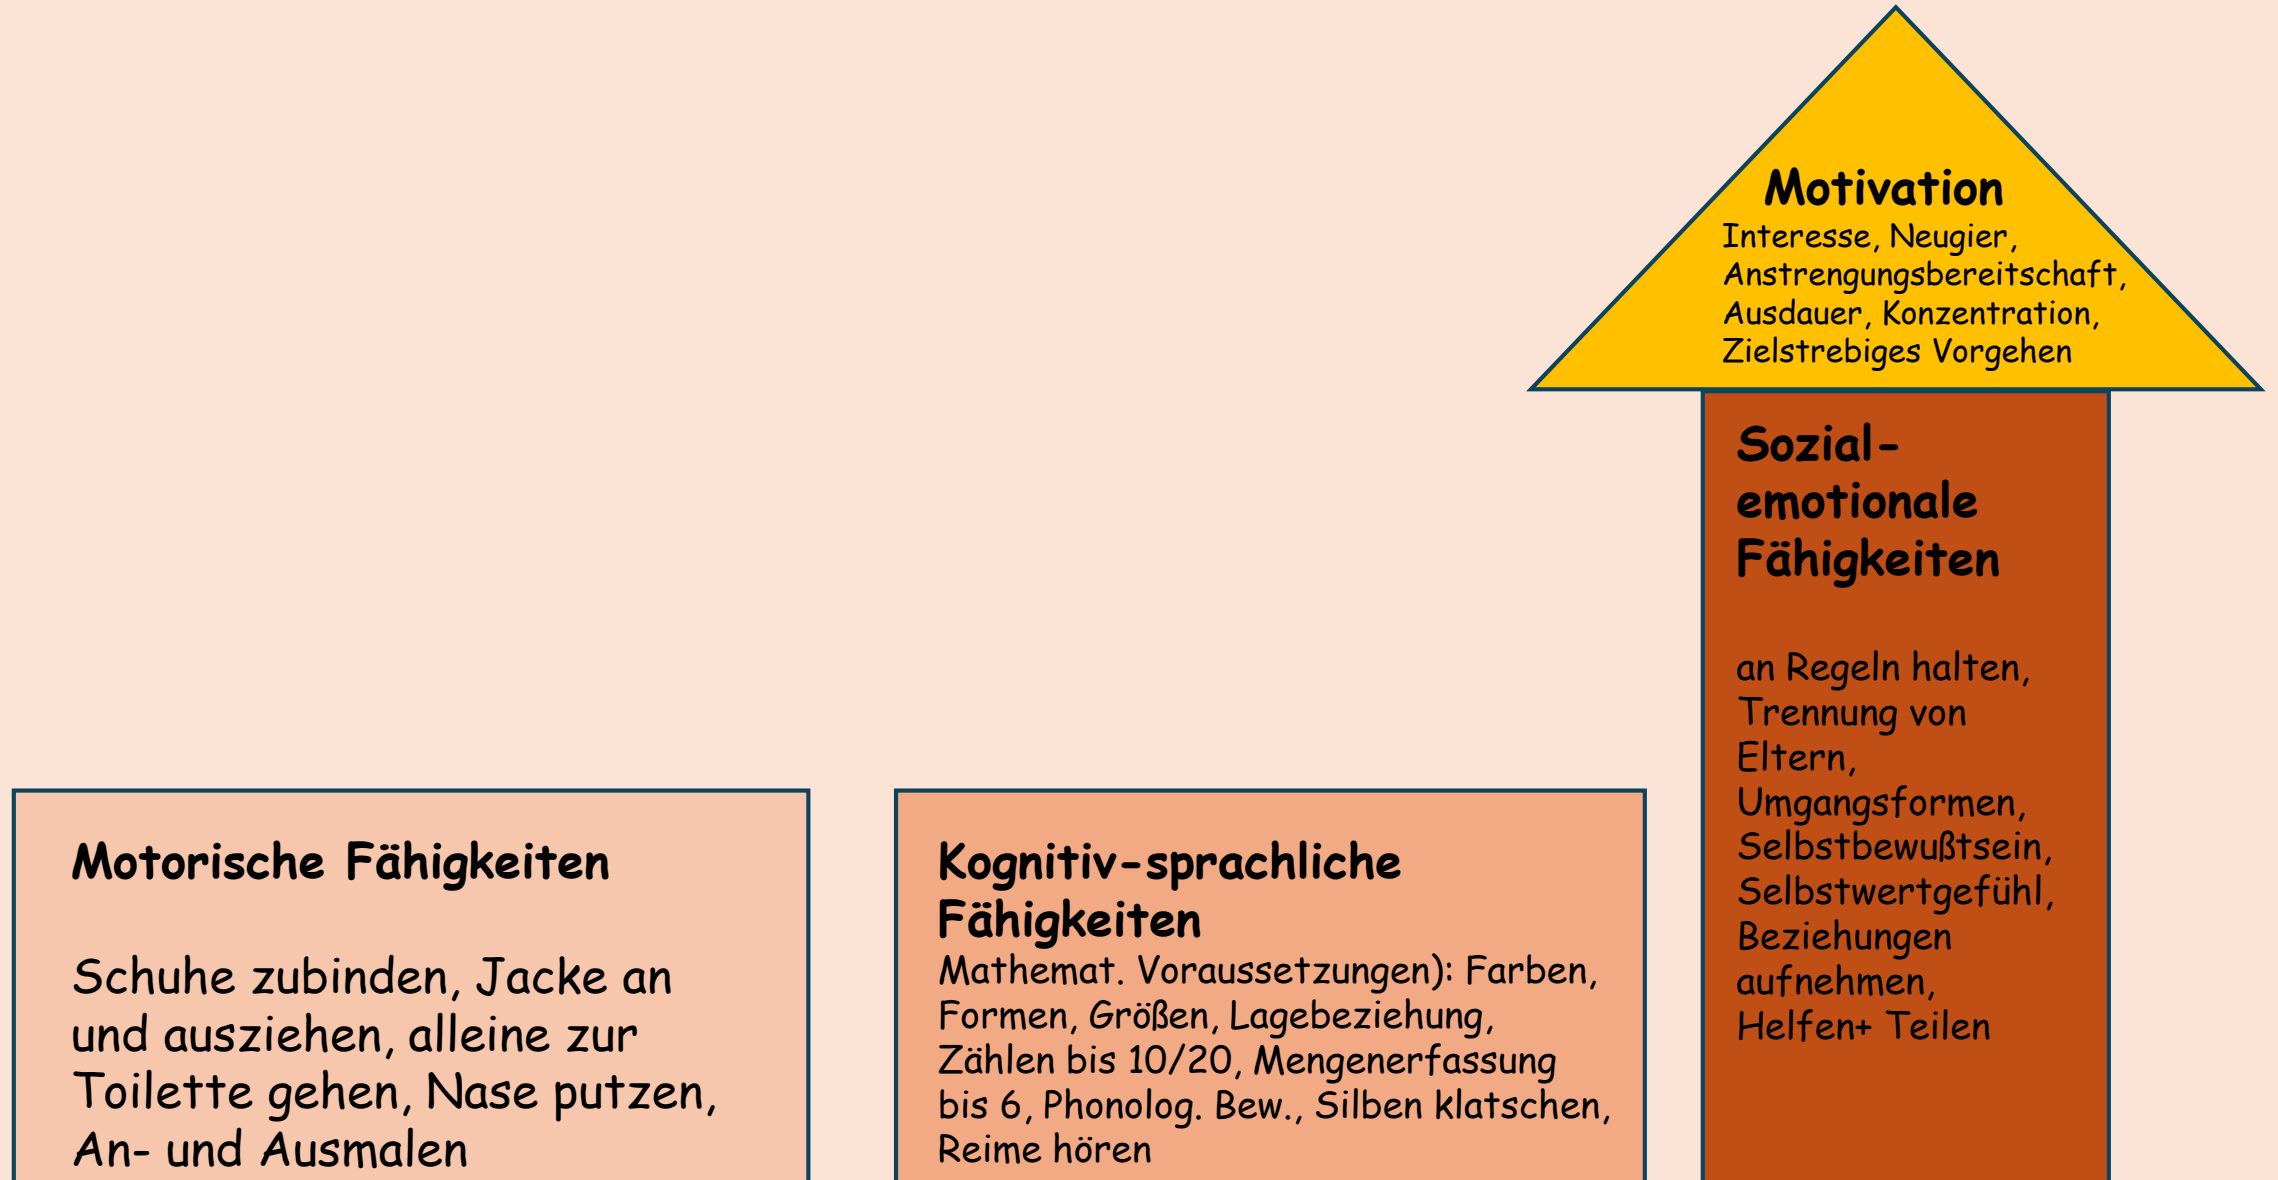 Motivation
Interesse, Neugier,
Anstrengungsbereitschaft,
Ausdauer, Konzentration,
Zielstrebiges Vorgehen
Sozial-
emotionale
Fähigkeiten
an Regeln halten,
Trennung von
Eltern,
Umgangsformen,
Selbstbewußtsein,
Selbstwertgefühl,
Beziehungen
aufnehmen,
Helfen+ Teilen
Motorische Fähigkeiten
Schuhe zubinden, Jacke an
und ausziehen, alleine zur
Toilette gehen, Nase putzen,
An- und Ausmalen
Kognitiv-sprachliche
Fähigkeiten
Mathemat. Voraussetzungen): Farben,
Formen, Größen, Lagebeziehung,
Zählen bis 10/20, Mengenerfassung
bis 6, Phonolog. Bew., Silben klatschen,
Reime hören